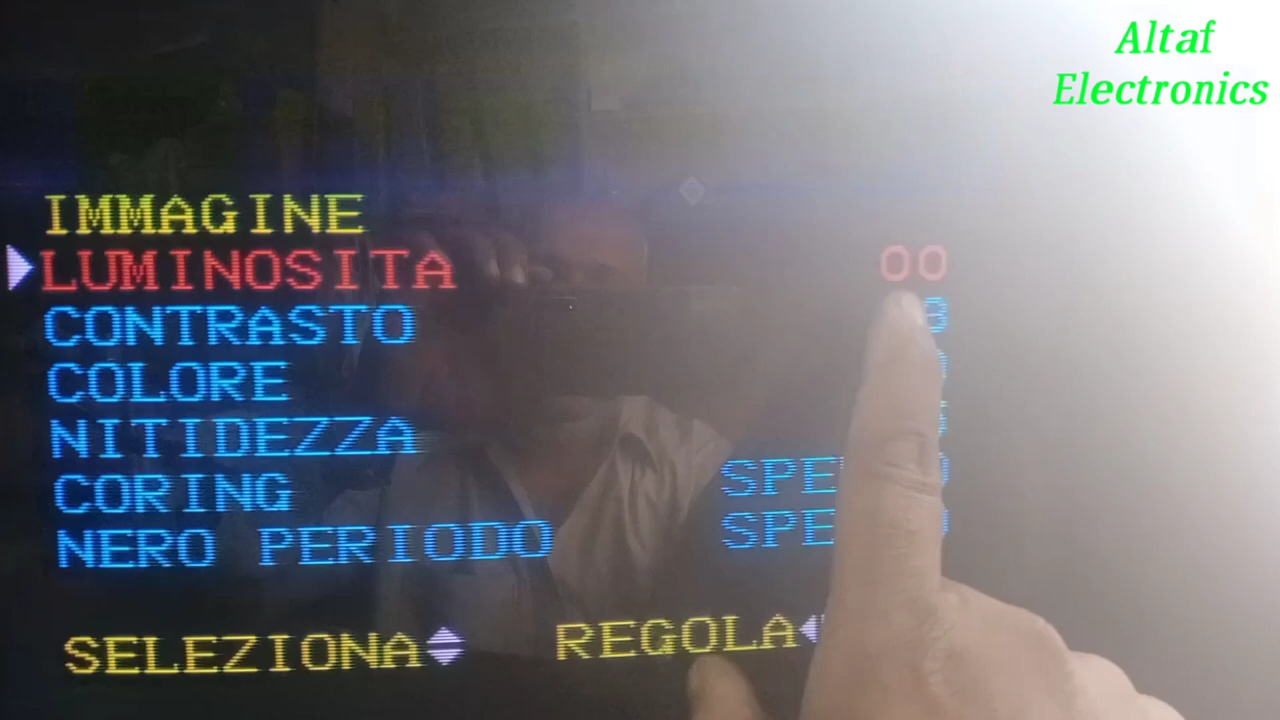 Altaf
Electronics
IMMAGINE
LUMINOSITA 00
CONTRASTO
COLORE
NITIDEZZA
CORING
NERO PERIODO
SELEZIONA
REGOLA